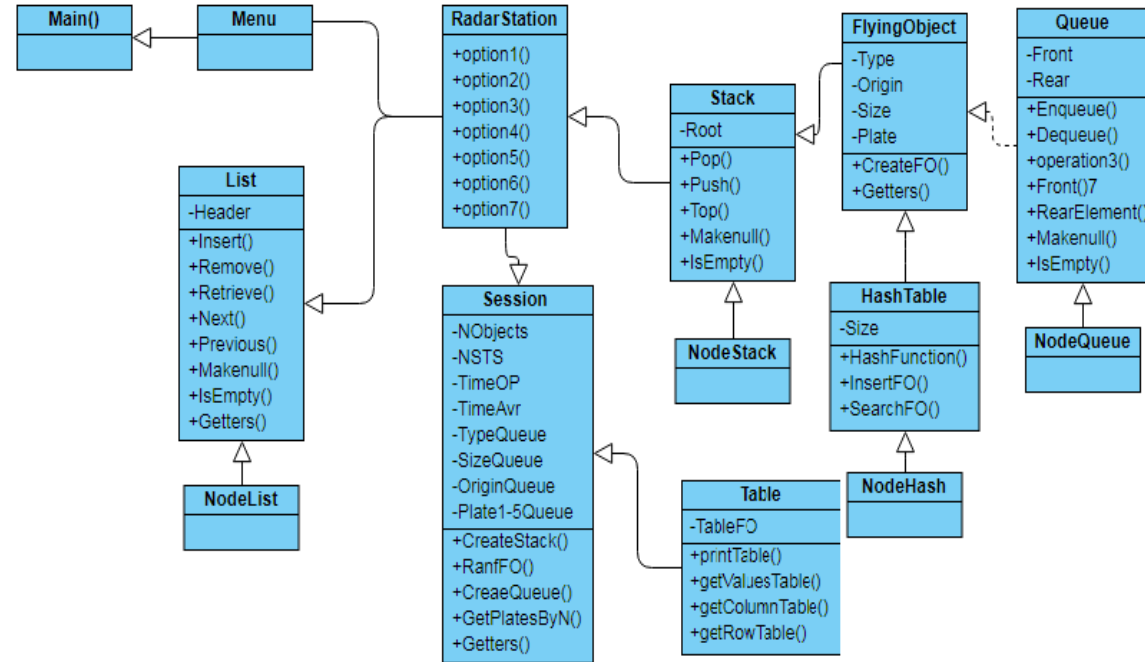 Main()
Menu
RadarStation
+option1()
+option2()
+option3()
+option4()
+option5()
+option6()
+option7()
List
-Header
+Insert()
+Remove()
+Retrieve()
+Next()
+Previous()
+Makenull()
+IsEmpty()
+Getters()
NodeList
Session
-NObjects
-NSTS
-TimeOP
-TimeAvr
-TypeQueue
-SizeQueue
-OriginQueue
-Plate1-5Queue
+CreateStack()
+RanfFO()
+CreaeQueue()
+GetPlatesByN()
+Getters()
Stack
-Root
+Pop()
+Push()
+Top()
+Makenull()
+IsEmpty()
NodeStack
Table
-TableFO
+printTable()
+getValuesTable()
+getColumnTable()
+getRowTable()
FlyingObject
-Type
-Origin
-Size
-Plate
+CreateFO()
+Getters()
HashTable
-Size
+HashFunction()
+InsertFO()
+SearchFO()
NodeHash
Queue
-Front
-Rear
+Enqueue()
+Dequeue()
+operation3()
+Front()7
+RearElement()
+Makenull()
+IsEmpty()
NodeQueue